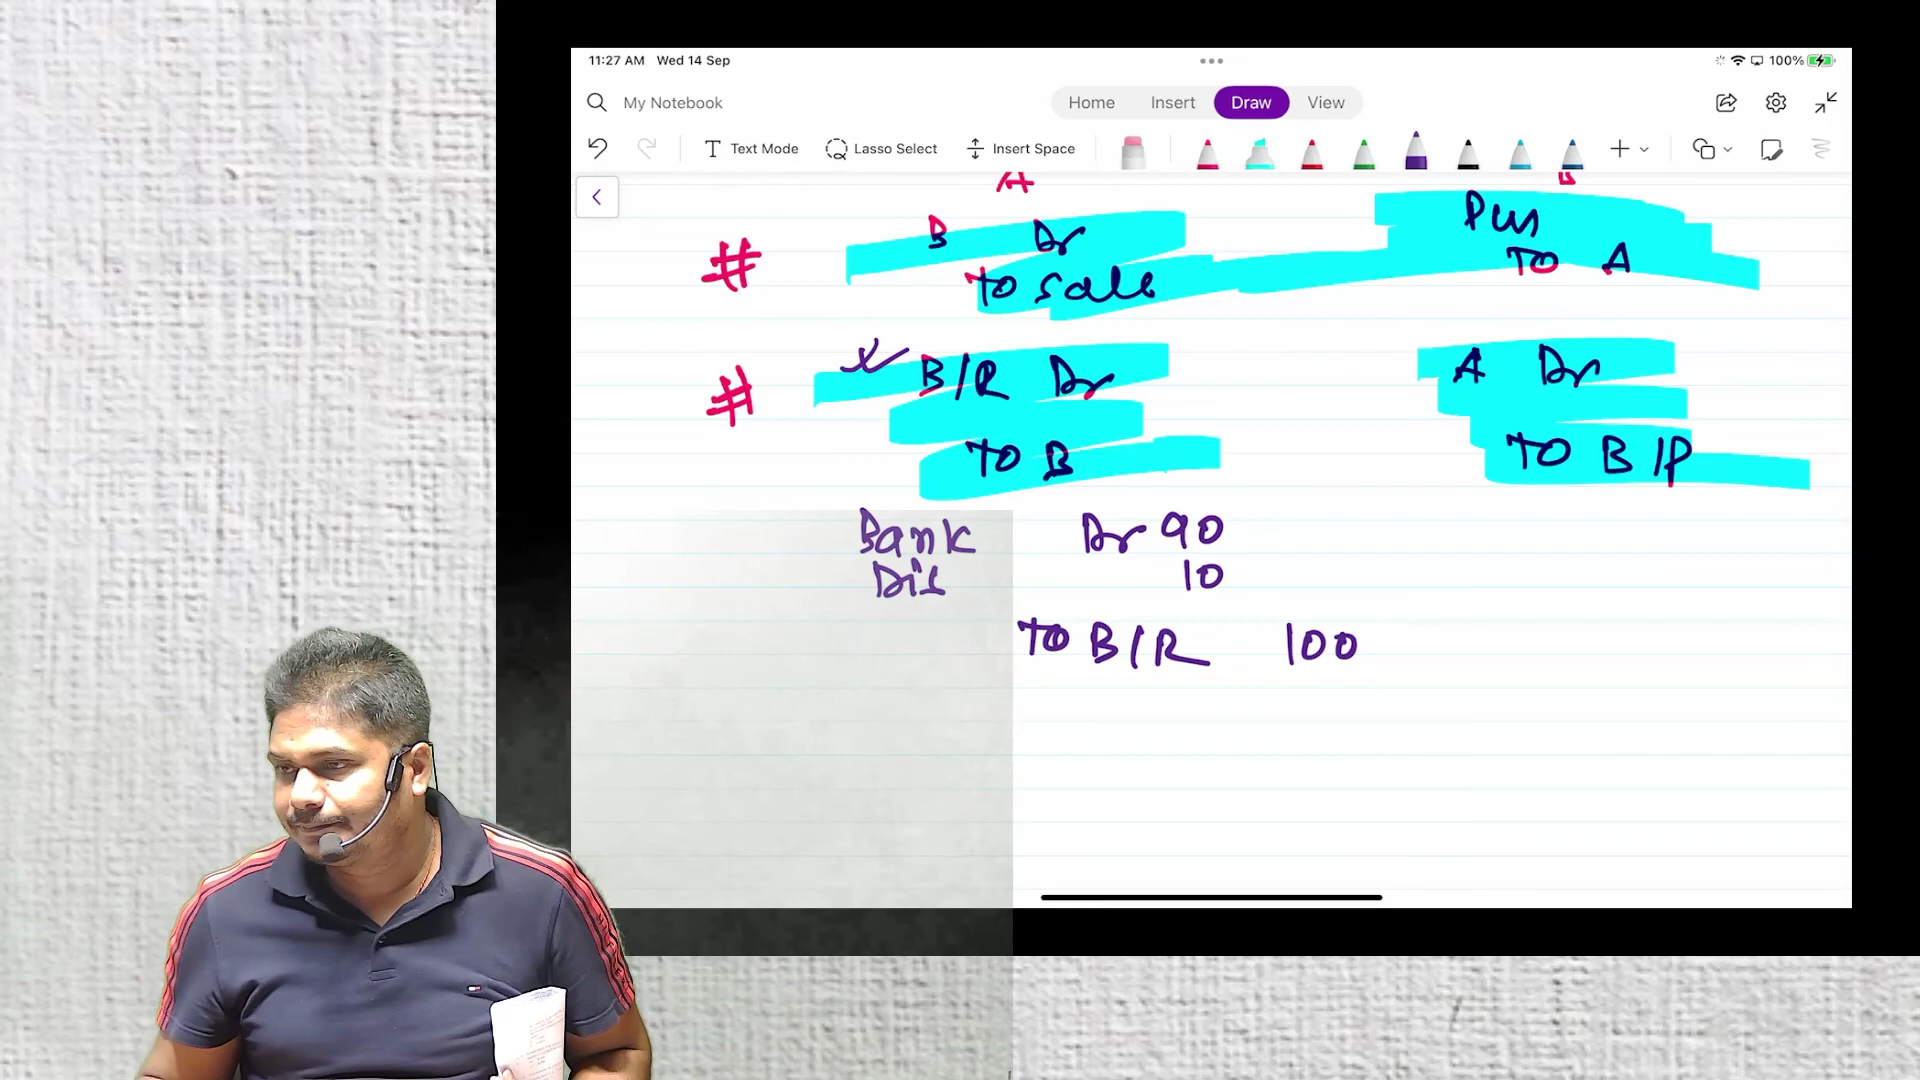 11:27 AM Wed 14 Sep
100%
My Notebook
Home Insert Draw View
Text Mode Lasso Select Insert Space
A B
B Dr
To Sale
Pur
To A
# B/R Dr
To B
A Dr
To B/P
Bank Dr 90
Dis 10
To B/R 100